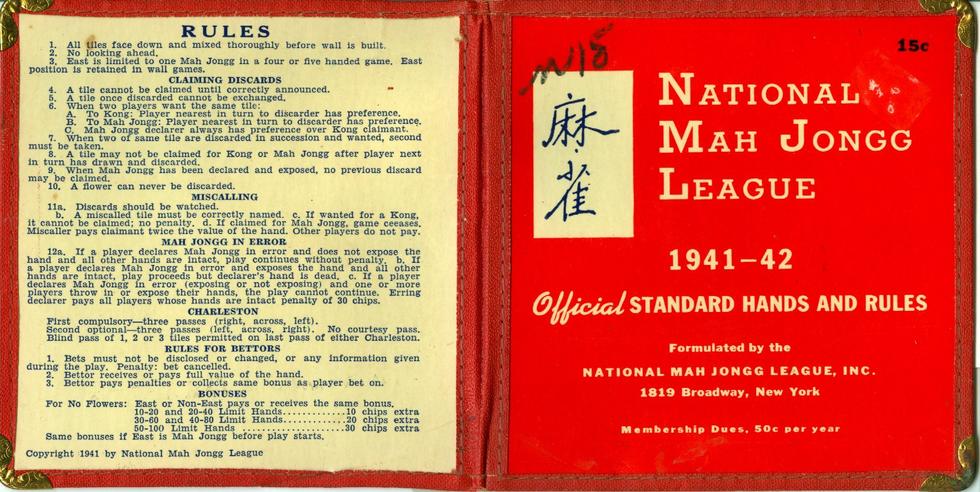 RULES
1. All tiles face down and mixed thoroughly before wall is built.
2. No looking ahead.
3. East is limited to one Mah Jongg in a four or five handed game. East
position is retained in wall games.
CLAIMING DISCARDS
4. A tile cannot be claimed until correctly announced.
5. A tile once discarded cannot be exchanged.
6. When two players want the same tile:
A. To Kong: Player nearest in turn to discarder has preference.
B. To Mah Jongg: Player nearest in turn to discarder has preference.
C. Mah Jongg declarer always has preference over Kong claimant.
7. When two of same tile are discarded in succession and wanted, second
must be taken.
8. A tile may not be claimed for Kong or Mah Jongg after player next
in turn has drawn and discarded.
9. When Mah Jongg has been declared and exposed, no previous discard
may be claimed.
10. A flower can never be discarded.
MISCALLING
11a. Discards should be watched.
b. A miscalled tile must be correctly named. c. If wanted for a Kong,
it cannot be claimed; no penalty. d. If claimed for Mah Jongg, game ceases.
Miscaller pays claimant twice the value of the hand. Other players do not pay.
MAH JONGG IN ERROR
12a. If a player declares Mah Jongg in error and does not expose the
hand and all other hands are intact, play continues without penalty. b. If
a player declares Mah Jongg in error and exposes the hand and all other
hands are intact, play proceeds but declarer's hand is dead. c. If a player
declares Mah Jongg in error (exposing or not exposing) and one or more
players throw in or expose their hands, the play cannot continue. Erring
declarer pays all players whose hands are intact penalty of 30 chips.
CHARLESTON
First compulsory—three passes (right, across, left).
Second optional—three passes (left, across, right). No courtesy pass.
Blind pass of 1, 2 or 3 tiles permitted on last pass of either Charleston.
RULES FOR BETTORS
1. Bets must not be disclosed or changed, or any information given
during the play. Penalty: bet cancelled.
2. Bettor receives or pays full value of the hand.
3. Bettor pays penalties or collects same bonus as player bet on.
BONUSES
For No Flowers: East or Non-East pays or receives the same bonus.
10-20 and 20-40 Limit Hands.............10 chips extra
30-60 and 40-80 Limit Hands.............20 chips extra
50-100 Limit Hands .....................30 chips extra
Same bonuses if East is Mah Jongg before play starts.
Copyright 1941 by National Mah Jongg League
15c
麻
雀
NATIONAL
MAH JONGG
LEAGUE
1941-42
Official STANDARD HANDS AND RULES
Formulated by the
NATIONAL MAH JONGG LEAGUE, INC.
1819 Broadway, New York
Membership Dues, 50c per year